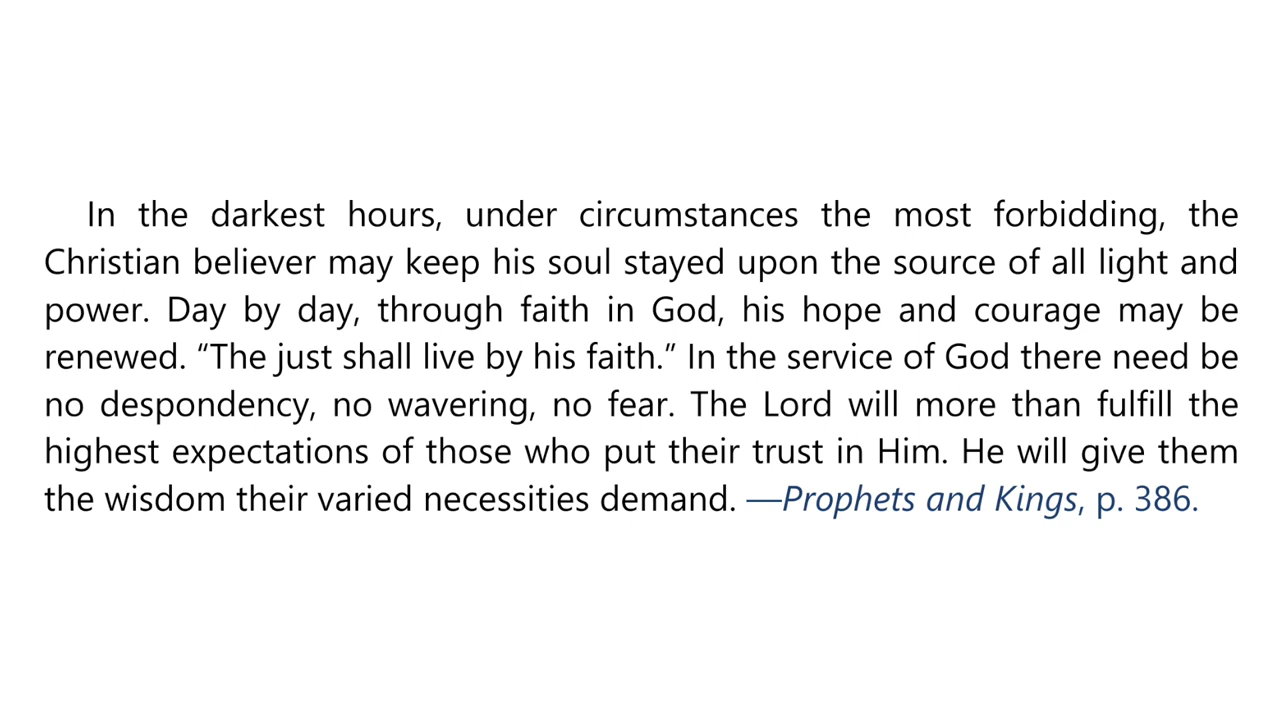 In the darkest hours, under circumstances the most forbidding, the
Christian believer may keep his soul stayed upon the source of all light and
power. Day by day, through faith in God, his hope and courage may be
renewed. “The just shall live by his faith.” In the service of God there need be
no despondency, no wavering, no fear. The Lord will more than fulfill the
highest expectations of those who put their trust in Him. He will give them
the wisdom their varied necessities demand. —Prophets and Kings, p. 386.